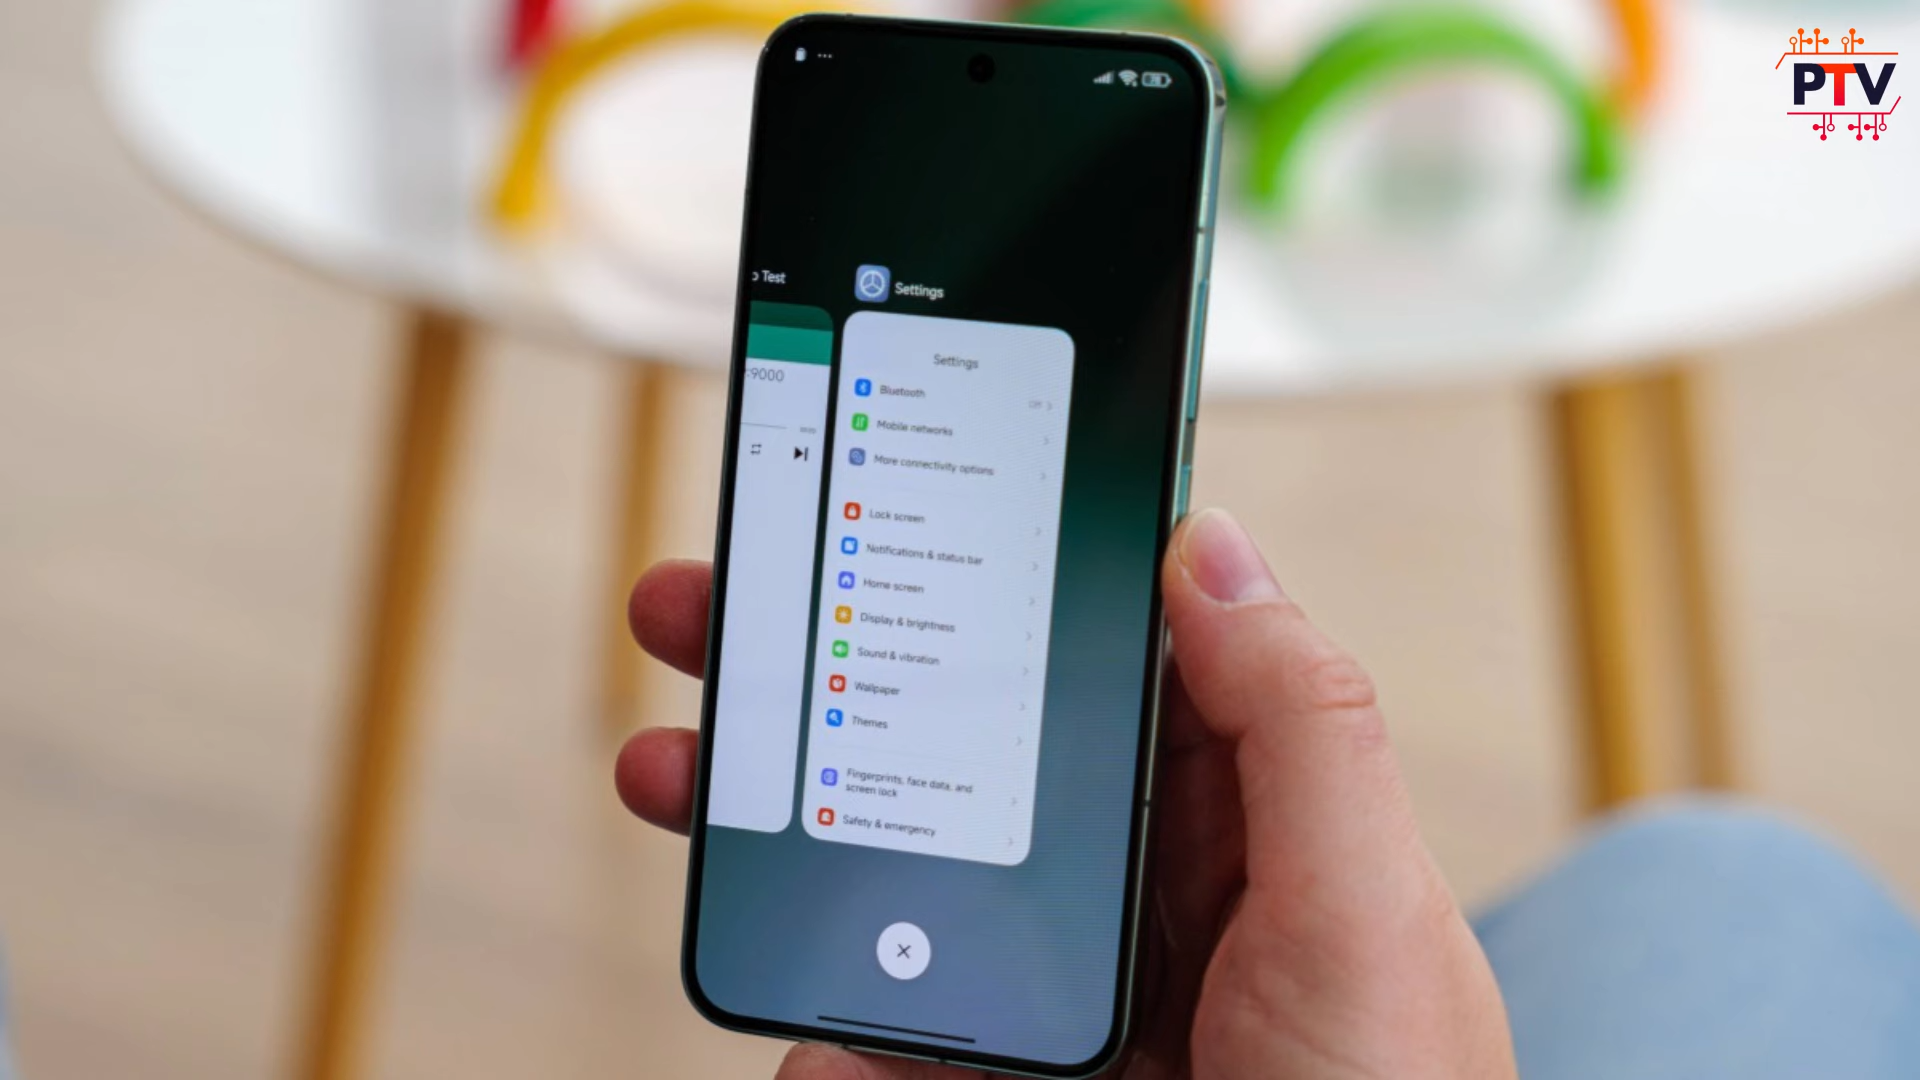 PTV
Test
Settings
Settings
:9000
Bluetooth
Off
Mobile networks
More connectivity options
Lock screen
Notifications & status bar
Home screen
Display & brightness
Sound & vibration
Wallpaper
Themes
Fingerprints, face data, and
screen lock
Safety & emergency